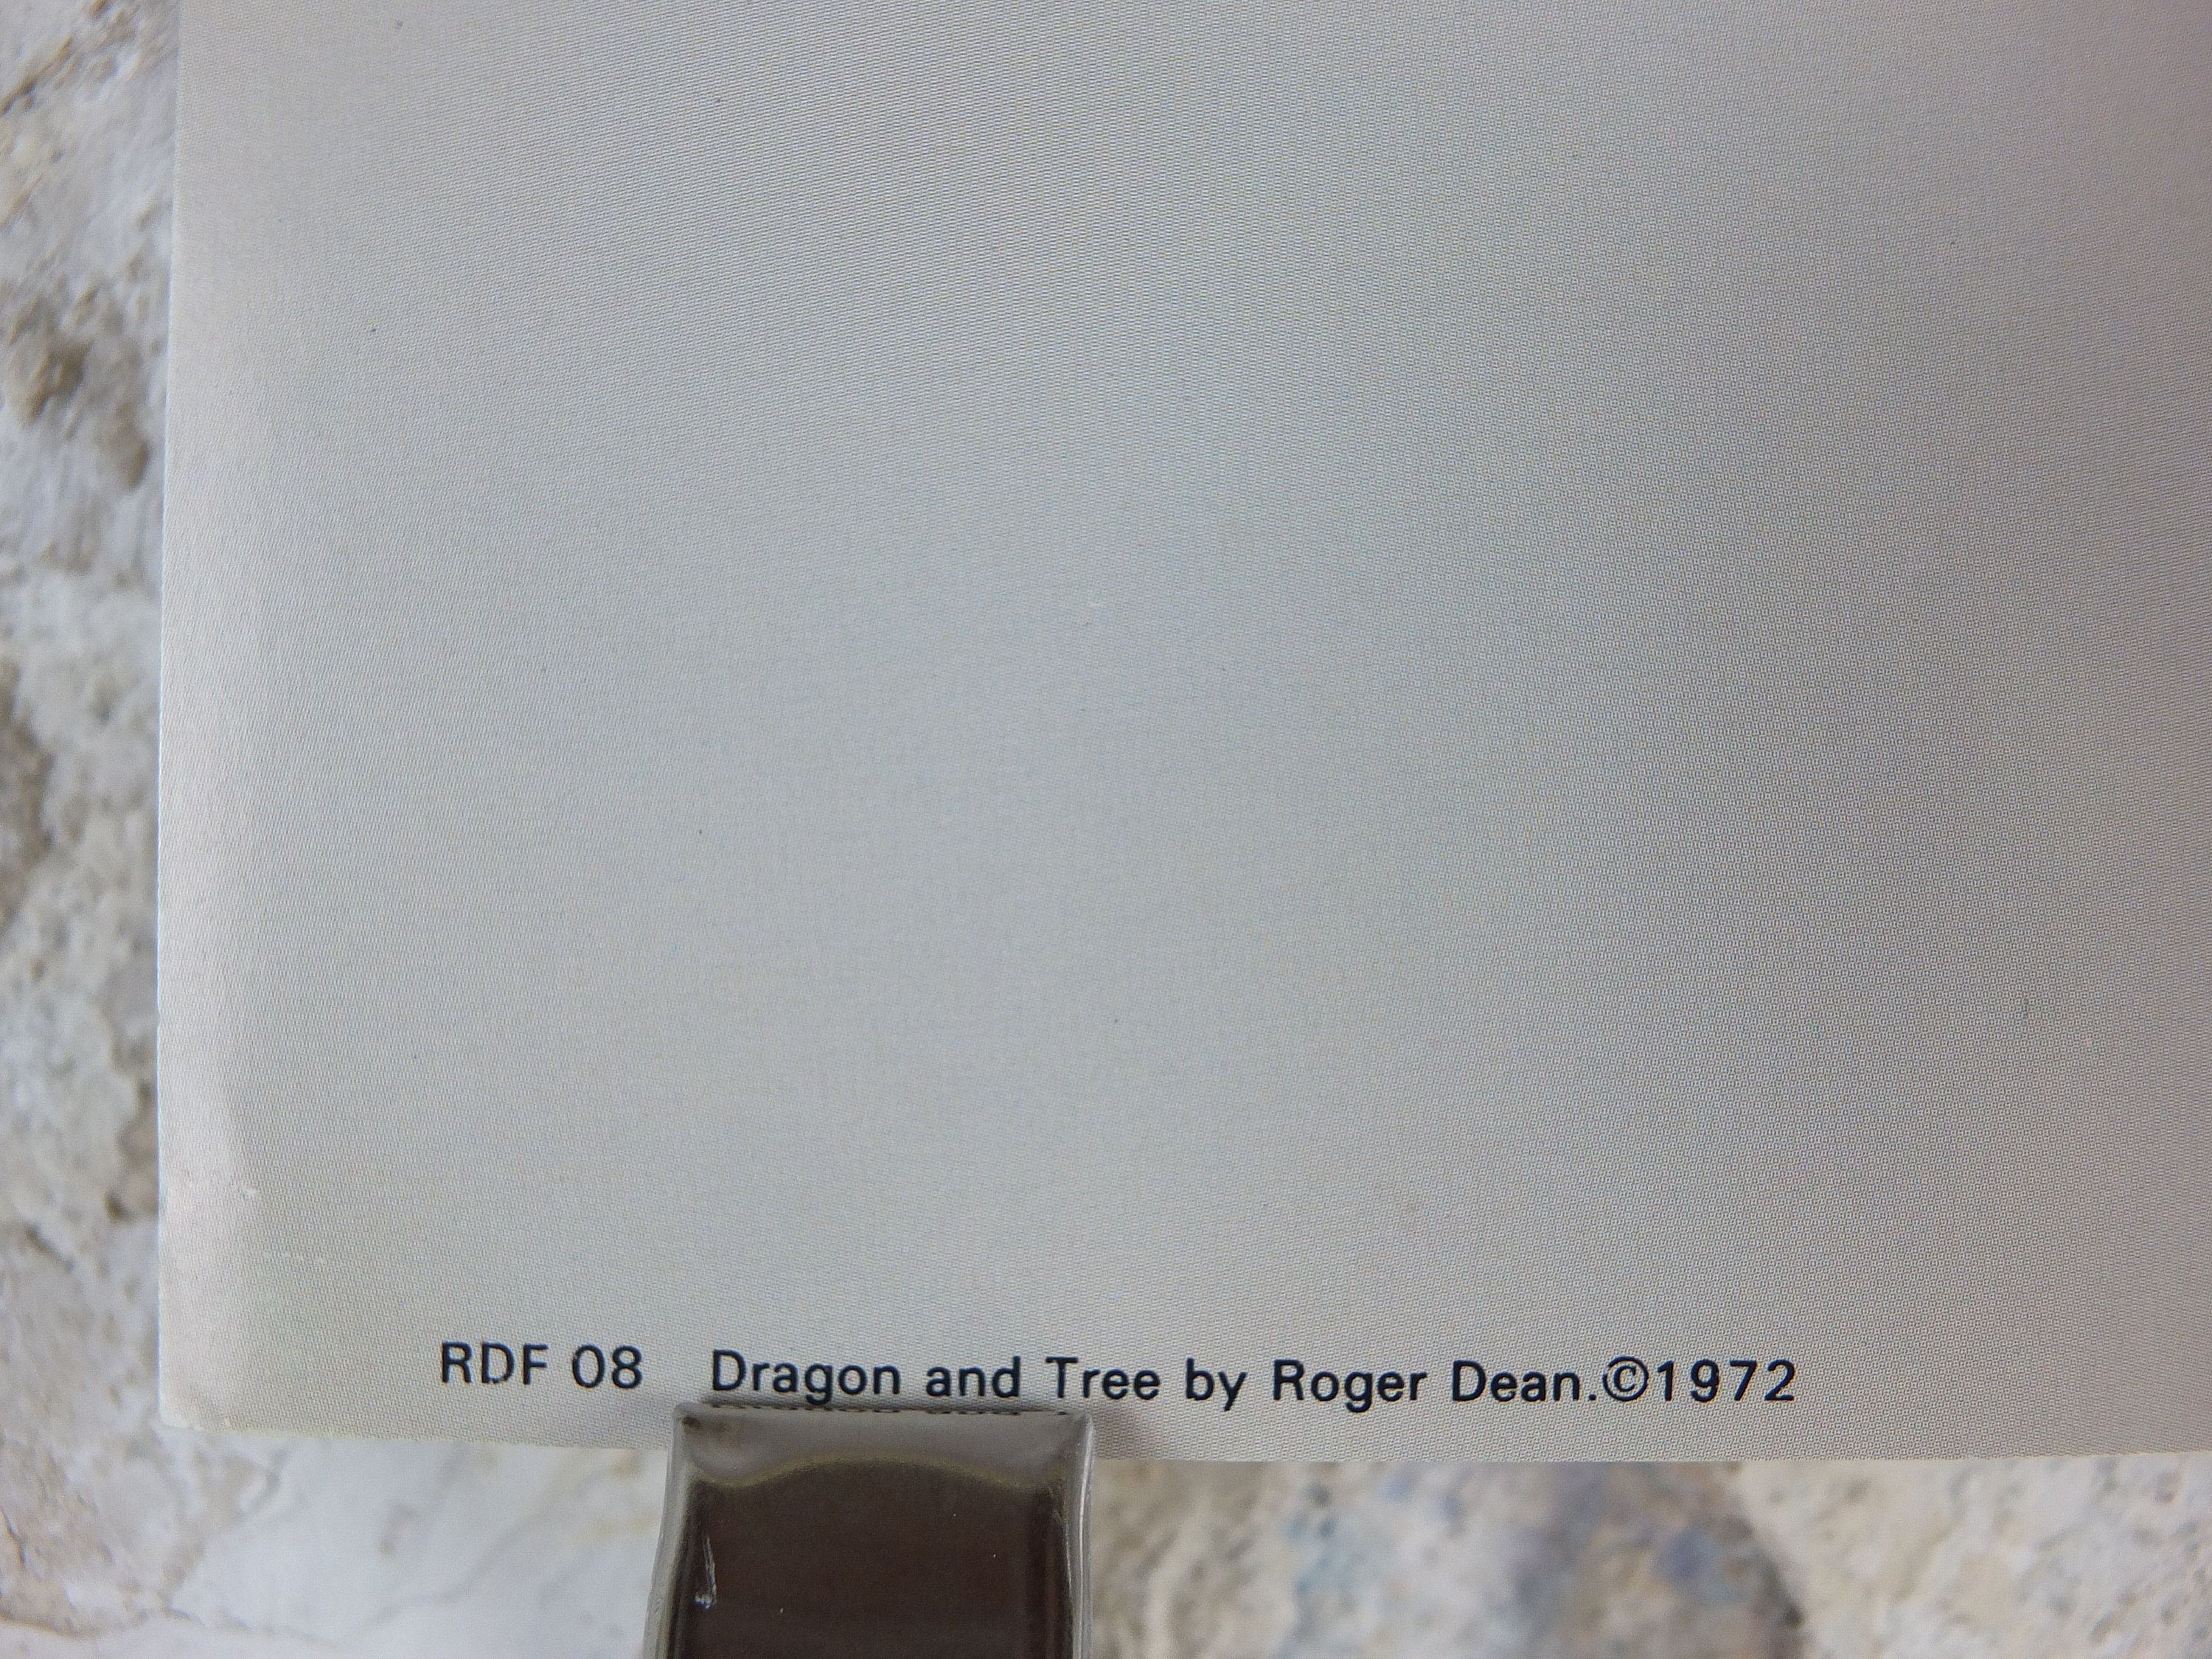 RDF 08 Dragon and Tree by Roger Dean.©1972